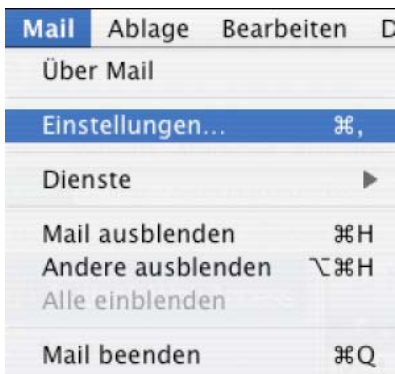 Mail Ablage Bearbeiten D
Über Mail
Einstellungen... ⌘,
Dienste ▶
Mail ausblenden ⌘H
Andere ausblenden ⌥⌘H
Alle einblenden
Mail beenden ⌘Q